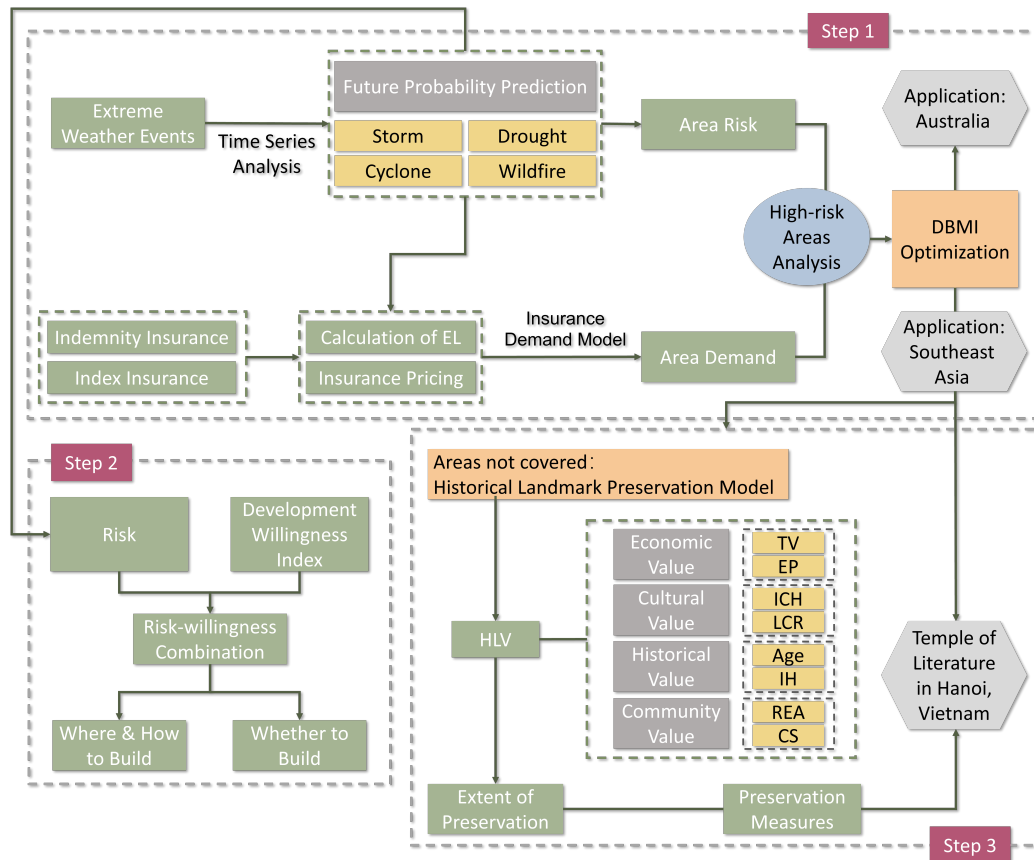 Step 1
Future Probability Prediction
Extreme
Weather Events
Time Series
Analysis
Storm
Drought
Cyclone
Wildfire
Area Risk
Application:
Australia
High-risk
Areas
Analysis
DBMI
Optimization
Indemnity Insurance
Index Insurance
Calculation of EL
Insurance Pricing
Insurance
Demand Model
Area Demand
Application:
Southeast
Asia
Step 2
Risk
Development
Willingness
Index
Risk-willingness
Combination
Where & How
to Build
Whether to
Build
Areas not covered:
Historical Landmark Preservation Model
HLV
Economic
Value
TV
EP
Cultural
Value
ICH
LCR
Historical
Value
Age
IH
Community
Value
REA
CS
Temple of
Literature
in Hanoi,
Vietnam
Extent of
Preservation
Preservation
Measures
Step 3